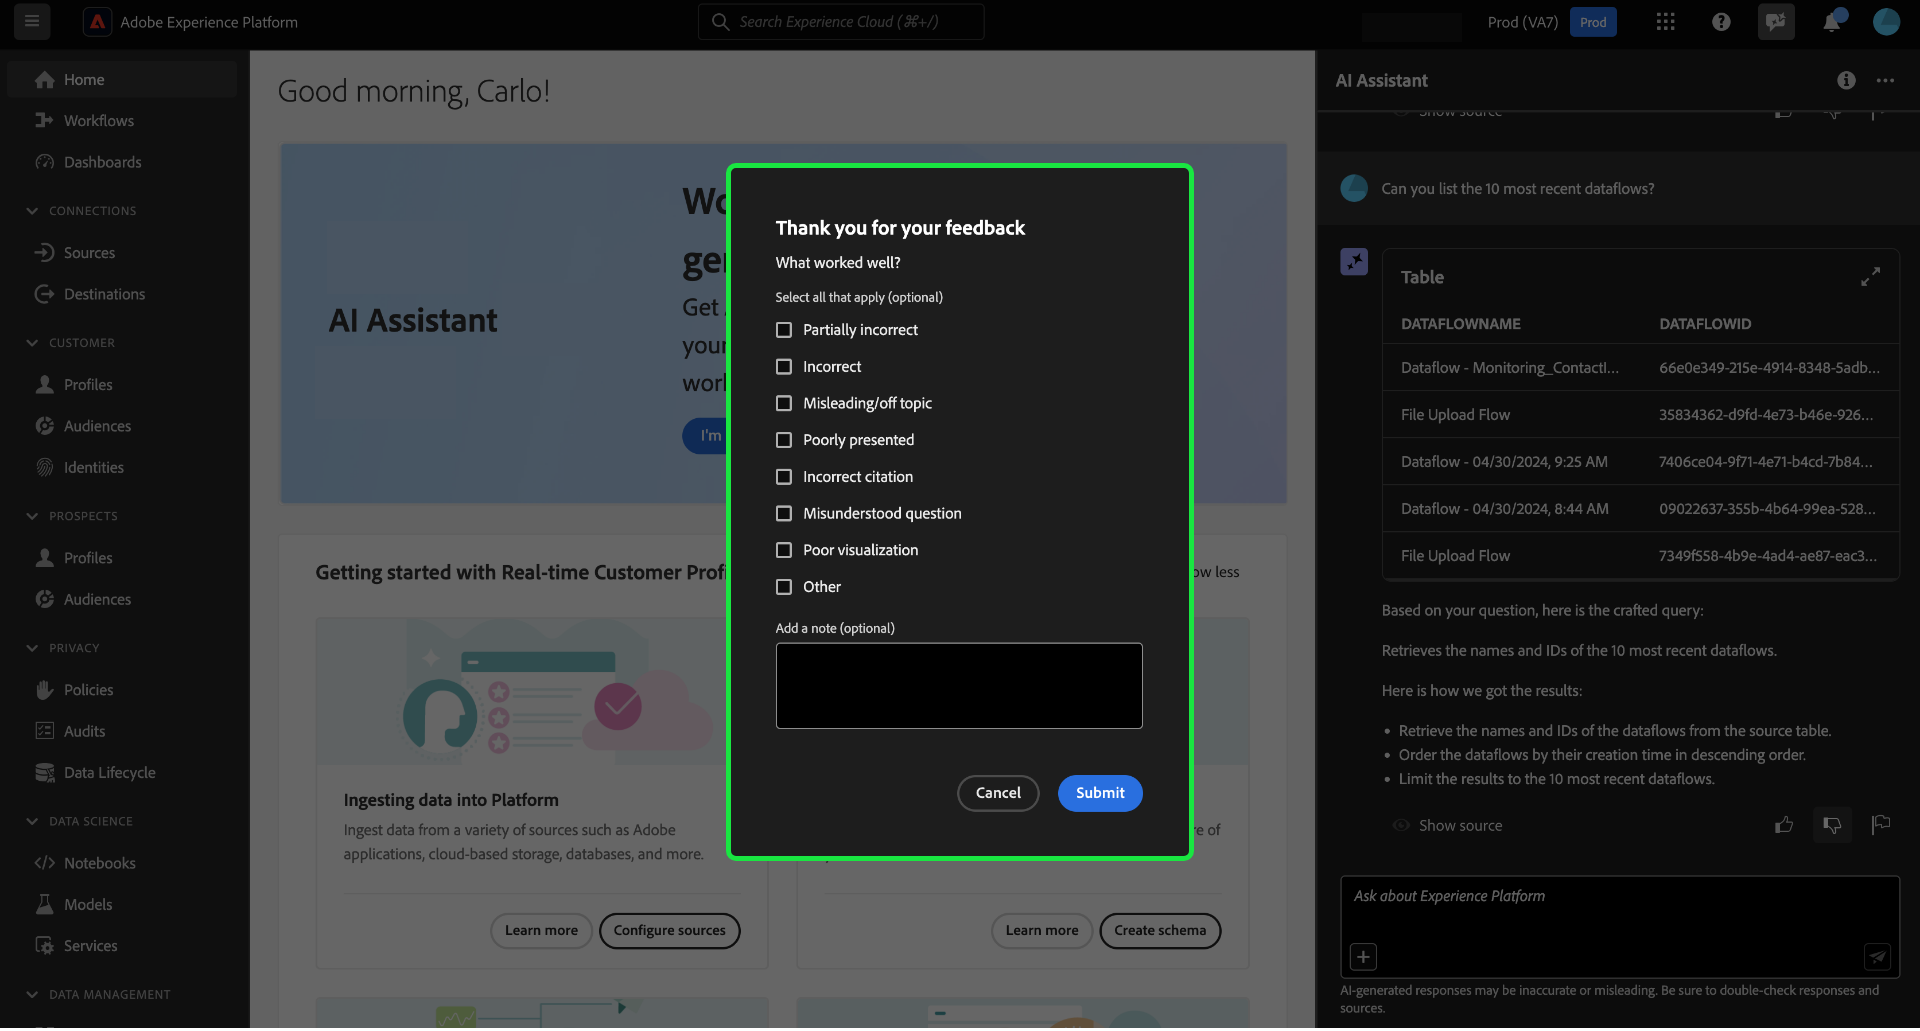 Adobe Experience Platform
Search Experience Cloud (⌘+/)
Prod (VA7)
Prod
Home
Workflows
Dashboards
CONNECTIONS
Sources
Destinations
CUSTOMER
Profiles
Audiences
Identities
PROSPECTS
Profiles
Audiences
PRIVACY
Policies
Audits
Data Lifecycle
DATA SCIENCE
Notebooks
Models
Services
DATA MANAGEMENT
Good morning, Carlo!
AI Assistant
Get
I'm
Getting started with Real-time Customer
less
Ingesting data into Platform
Ingest data from a variety of sources such as Adobe
applications, cloud-based storage, databases, and more.
Learn more
Configure sources
of
Learn more
Create schema
Thank you for your feedback
What worked well?
Select all that apply (optional)
Partially incorrect
Incorrect
Misleading/off topic
Poorly presented
Incorrect citation
Misunderstood question
Poor visualization
Other
Add a note (optional)
Cancel
Submit
AI Assistant
Show source
Can you list the 10 most recent dataflows?
Table
DATAFLOWNAME DATAFLOWID
Dataflow - Monitoring_ContactI... 66e0e349-215e-4914-8348-5adb...
File Upload Flow 35834362-d9fd-4e73-b46e-926...
Dataflow - 04/30/2024, 9:25 AM 7406ce04-9f71-4e71-b4cd-7b84...
Dataflow - 04/30/2024, 8:44 AM 09022637-355b-4b64-99ea-528...
File Upload Flow 7349f558-4b9e-4ad4-ae87-eac3...
Based on your question, here is the crafted query:
Retrieves the names and IDs of the 10 most recent dataflows.
Here is how we got the results:
• Retrieve the names and IDs of the dataflows from the source table.
• Order the dataflows by their creation time in descending order.
• Limit the results to the 10 most recent dataflows.
Show source
Ask about Experience Platform
AI-generated responses may be inaccurate or misleading. Be sure to double-check responses and
sources.